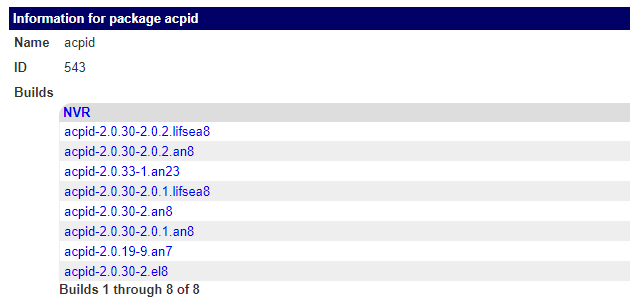 Information for package acpid
Name acpid
ID 543
Builds
NVR
acpid-2.0.30-2.0.2.lifsea8
acpid-2.0.30-2.0.2.an8
acpid-2.0.33-1.an23
acpid-2.0.30-2.0.1.lifsea8
acpid-2.0.30-2.an8
acpid-2.0.30-2.0.1.an8
acpid-2.0.19-9.an7
acpid-2.0.30-2.el8
Builds 1 through 8 of 8